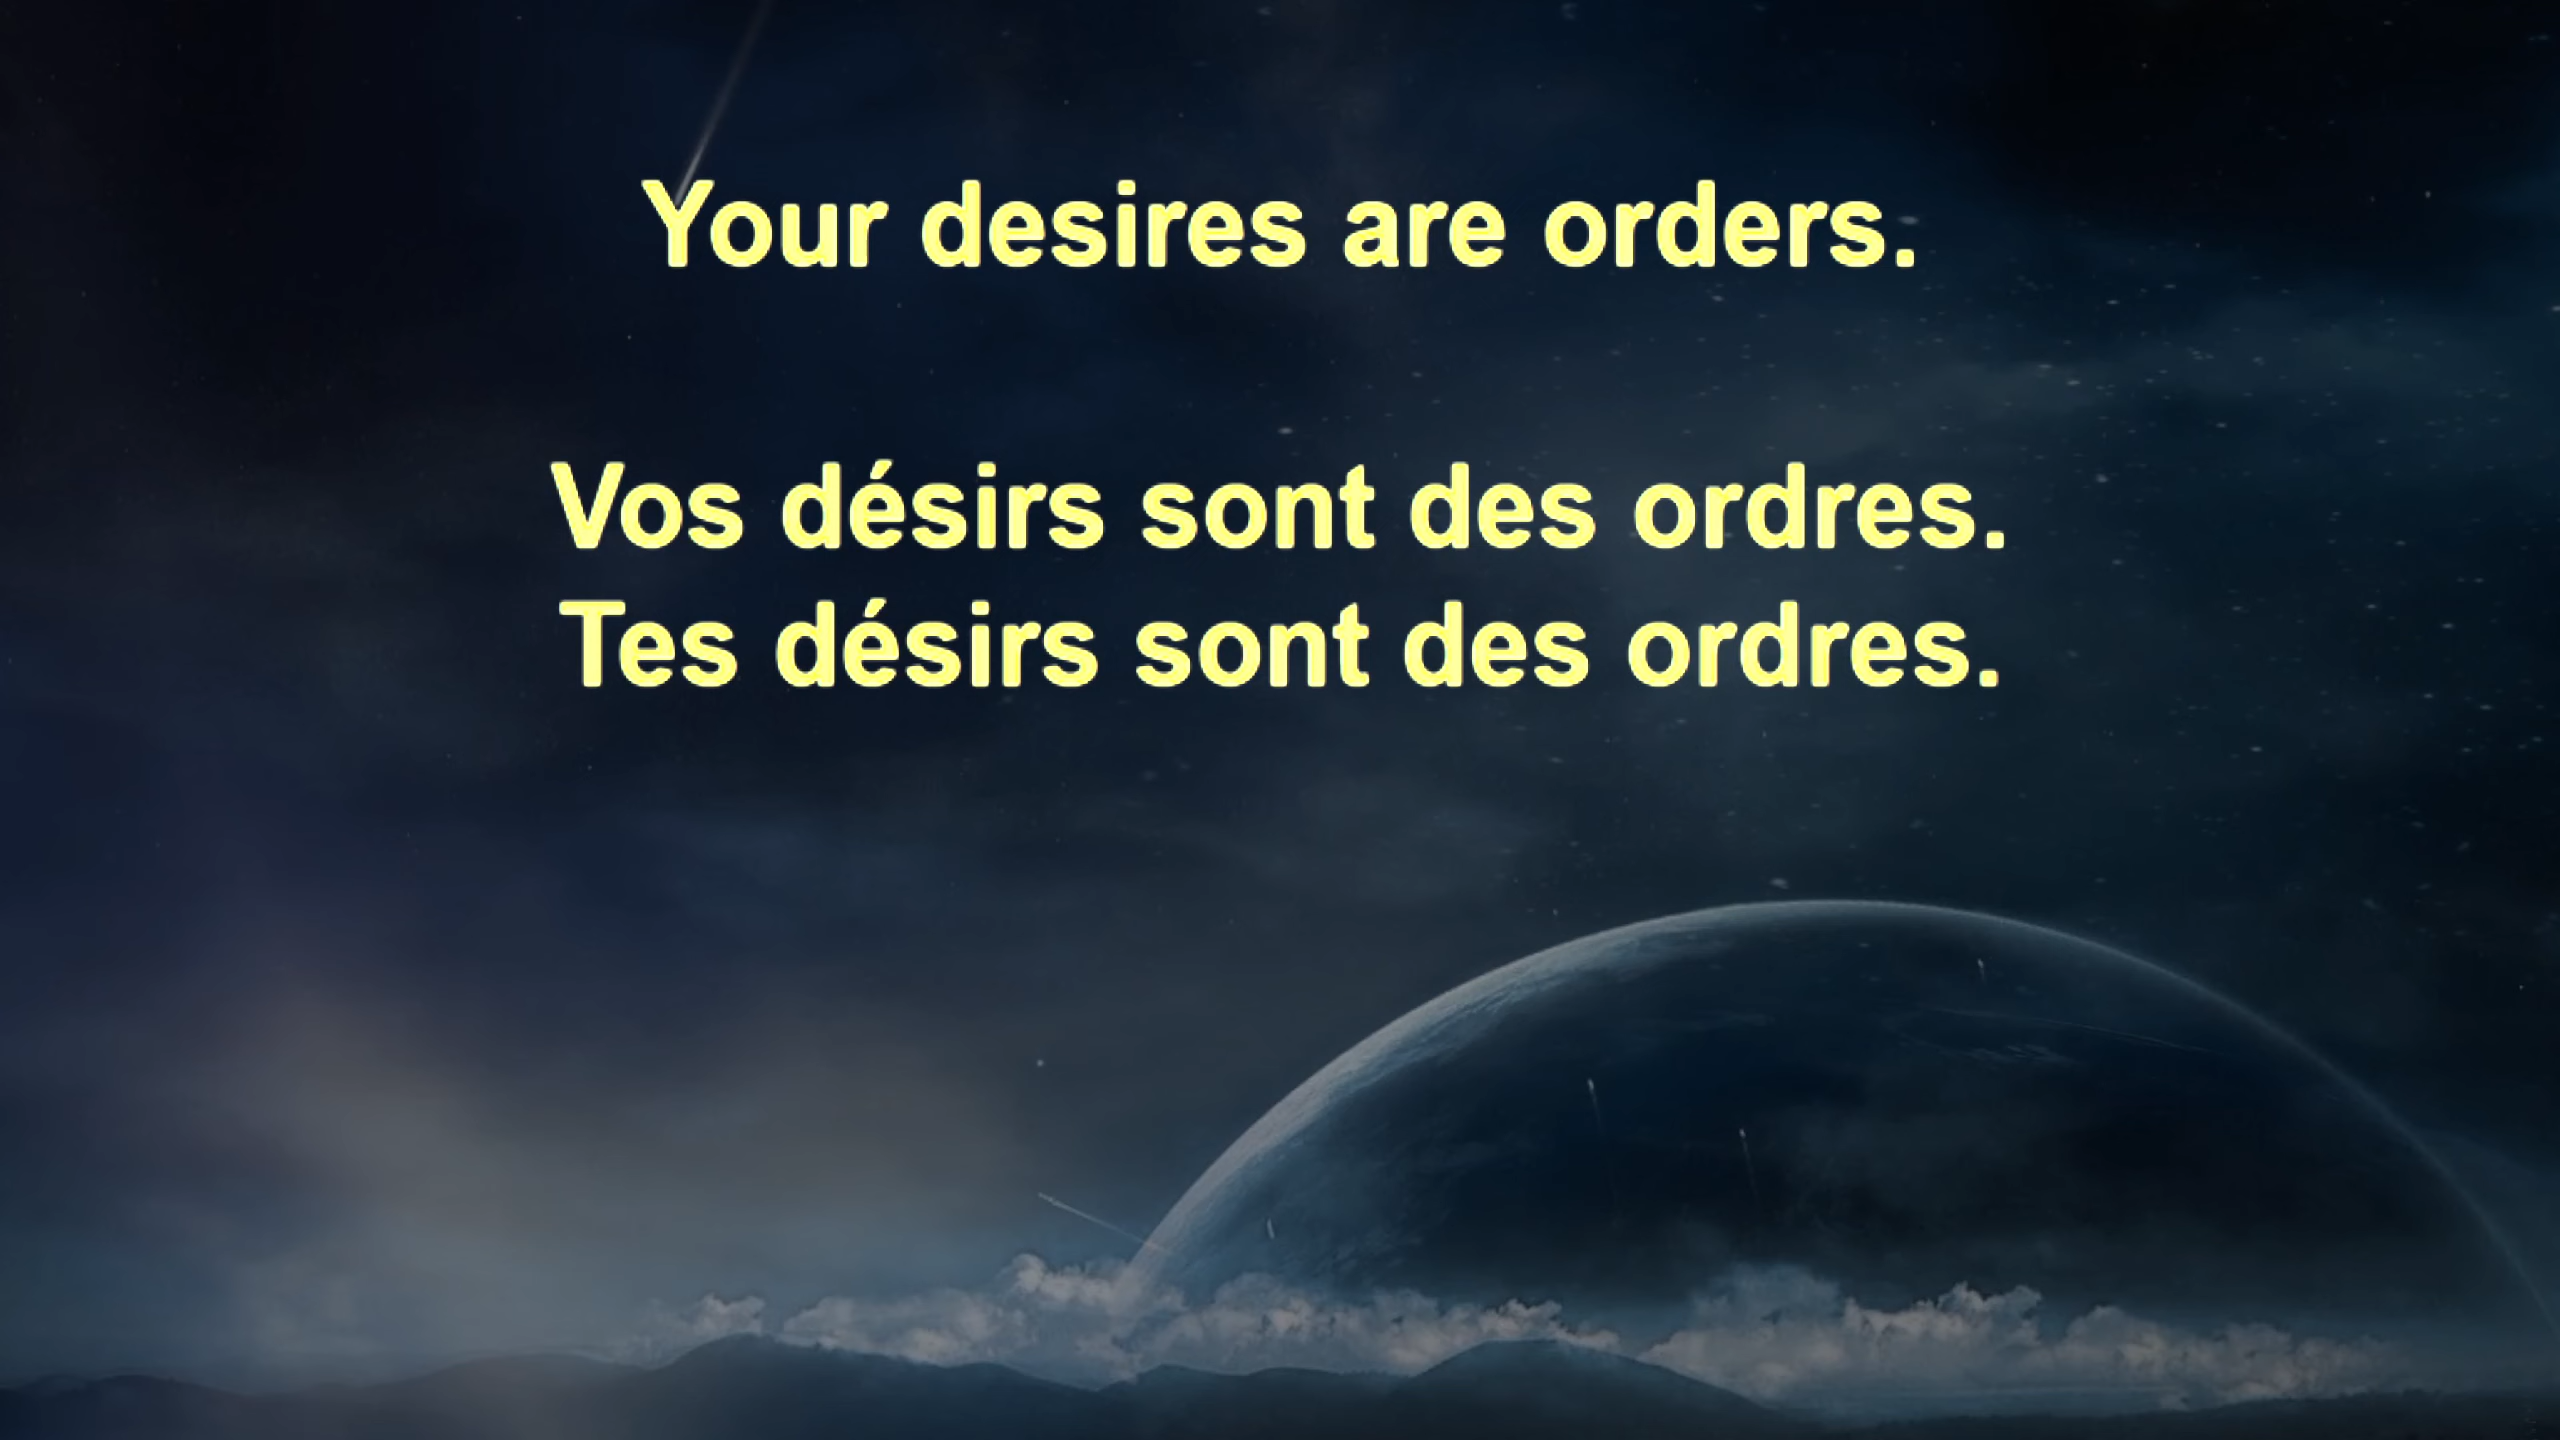 Your desires are orders.
Vos désirs sont des ordres.
Tes désirs sont des ordres.